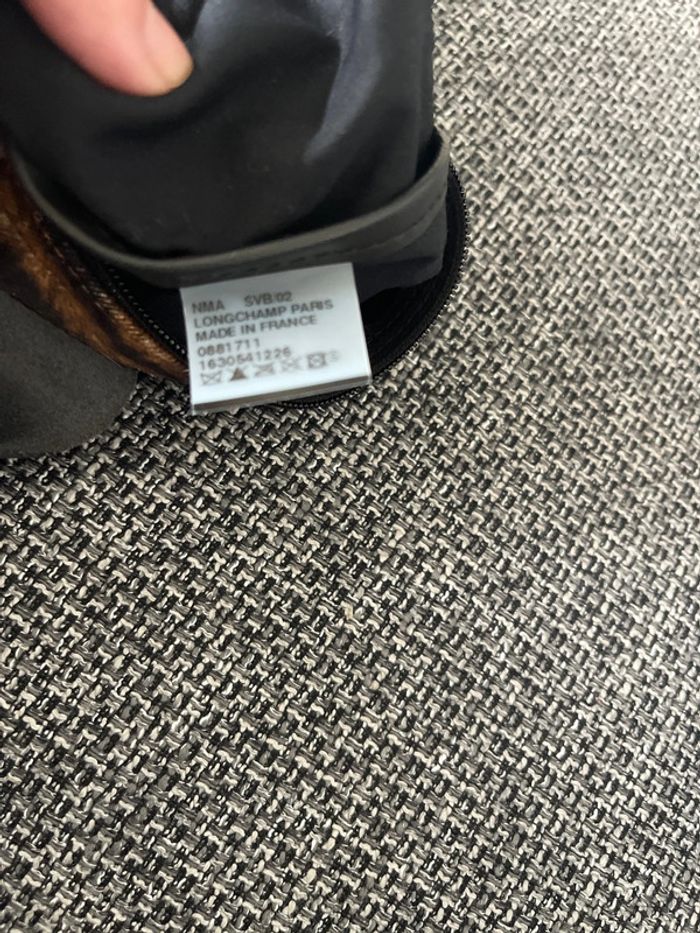 NMA SVB/02
LONGCHAMP PARIS
MADE IN FRANCE
0881711
1630541226